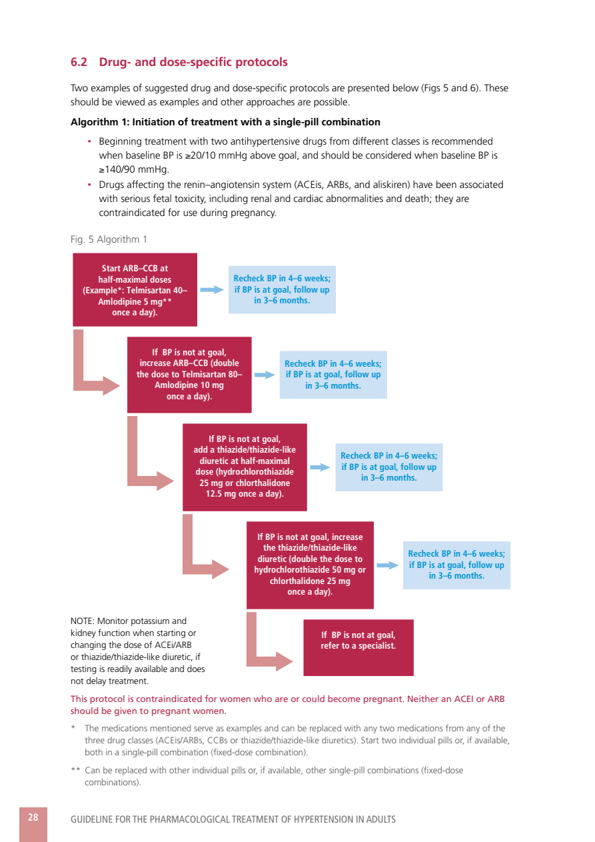 6.2 Drug- and dose-specific protocols
Two examples of suggested drug and dose-specific protocols are presented below (Figs 5 and 6). These
should be viewed as examples and other approaches are possible.
Algorithm 1: Initiation of treatment with a single-pill combination
• Beginning treatment with two antihypertensive drugs from different classes is recommended
when baseline BP is ≥20/10 mmHg above goal, and should be considered when baseline BP is
≥140/90 mmHg.
• Drugs affecting the renin–angiotensin system (ACEis, ARBs, and aliskiren) have been associated
with serious fetal toxicity, including renal and cardiac abnormalities and death; they are
contraindicated for use during pregnancy.
Fig. 5 Algorithm 1
Start ARB–CCB at
half-maximal doses
(Example*: Telmisartan 40–
Amlodipine 5 mg**
once a day).
Recheck BP in 4–6 weeks;
if BP is at goal, follow up
in 3–6 months.
If BP is not at goal,
increase ARB–CCB (double
the dose to Telmisartan 80–
Amlodipine 10 mg
once a day).
Recheck BP in 4–6 weeks;
if BP is at goal, follow up
in 3–6 months.
If BP is not at goal,
add a thiazide/thiazide-like
diuretic at half-maximal
dose (hydrochlorothiazide
25 mg or chlorthalidone
12.5 mg once a day).
Recheck BP in 4–6 weeks;
if BP is at goal, follow up
in 3–6 months.
If BP is not at goal, increase
the thiazide/thiazide-like
diuretic (double the dose to
hydrochlorothiazide 50 mg or
chlorthalidone 25 mg
once a day).
Recheck BP in 4–6 weeks;
if BP is at goal, follow up
in 3–6 months.
If BP is not at goal,
refer to a specialist.
NOTE: Monitor potassium and
kidney function when starting or
changing the dose of ACEi/ARB
or thiazide/thiazide-like diuretic, if
testing is readily available and does
not delay treatment.
This protocol is contraindicated for women who are or could become pregnant. Neither an ACEI or ARB
should be given to pregnant women.
* The medications mentioned serve as examples and can be replaced with any two medications from any of the
three drug classes (ACEis/ARBs, CCBs or thiazide/thiazide-like diuretics). Start two individual pills or, if available,
both in a single-pill combination (fixed-dose combination).
** Can be replaced with other individual pills or, if available, other single-pill combinations (fixed-dose
combinations).
28 GUIDELINE FOR THE PHARMACOLOGICAL TREATMENT OF HYPERTENSION IN ADULTS